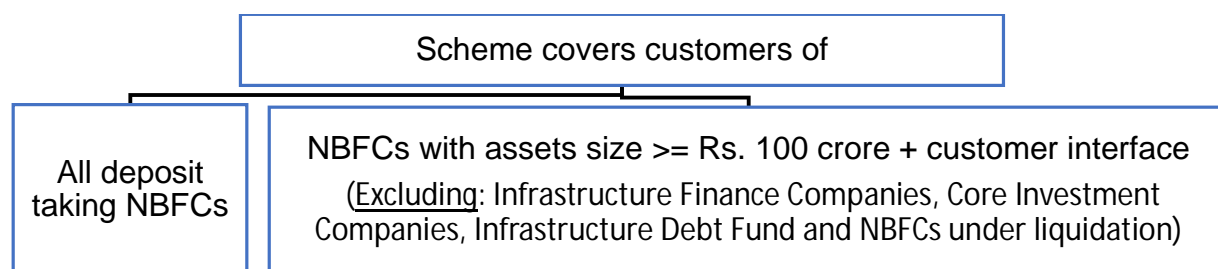 Scheme covers customers of
All deposit
taking NBFCs
NBFCs with assets size >= Rs. 100 crore + customer interface
(Excluding: Infrastructure Finance Companies, Core Investment
Companies, Infrastructure Debt Fund and NBFCs under liquidation)